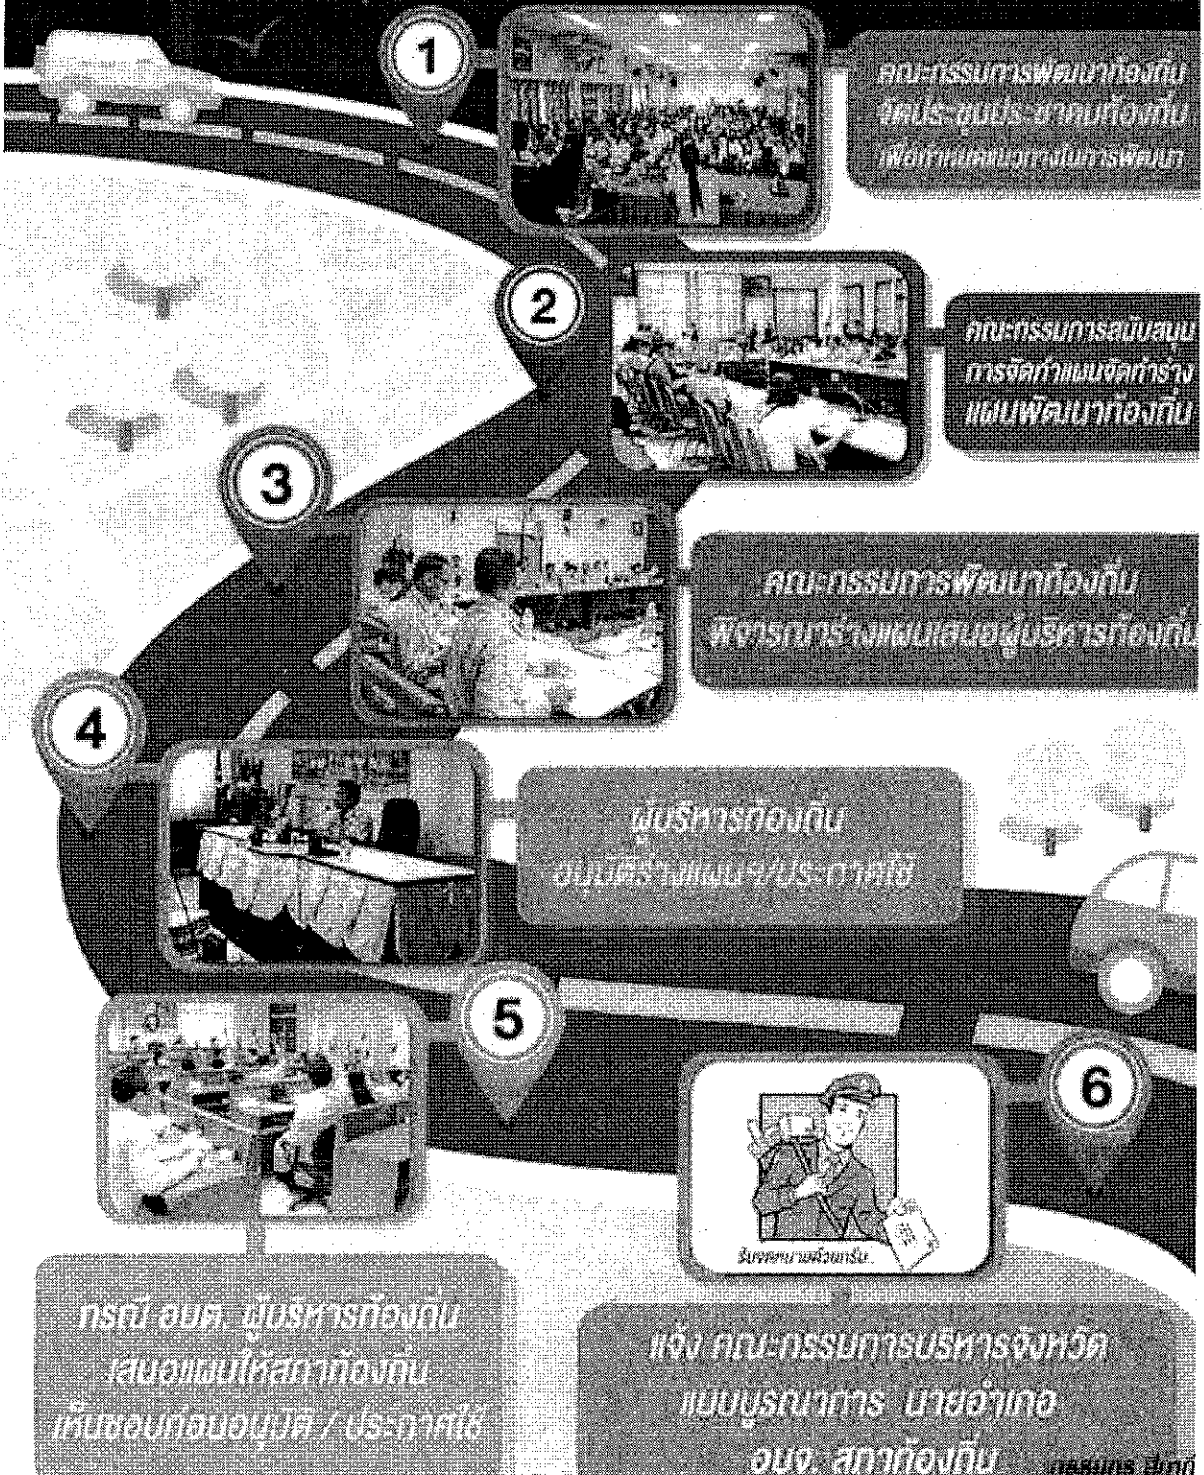 1
คณะกรรมการพัฒนาท้องถิ่น
จัดประชุมประชาคมท้องถิ่น
เพื่อกำหนดแนวทางในการพัฒนา
2
คณะกรรมการสนับสนุน
การจัดทำแผนจัดทำร่าง
แผนพัฒนาท้องถิ่น
3
คณะกรรมการพัฒนาท้องถิ่น
พิจารณาร่างแผนเสนอผู้บริหารท้องถิ่น
4
ผู้บริหารท้องถิ่น
อนุมัติร่างแผนฯ/ประกาศใช้
5
6
กรณี อบต. ผู้บริหารท้องถิ่น
เสนอแผนให้สภาท้องถิ่น
เห็นชอบก่อนอนุมัติ / ประกาศใช้
แจ้ง คณะกรรมการบริหารจังหวัด
แบบบูรณาการ นายอำเภอ
อบจ. สภาท้องถิ่น